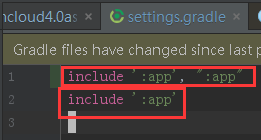 ncloud4.0as
settings.gradle
Gradle files have changed since last p
1 include ':app', ":app"
2 include ':app'
3